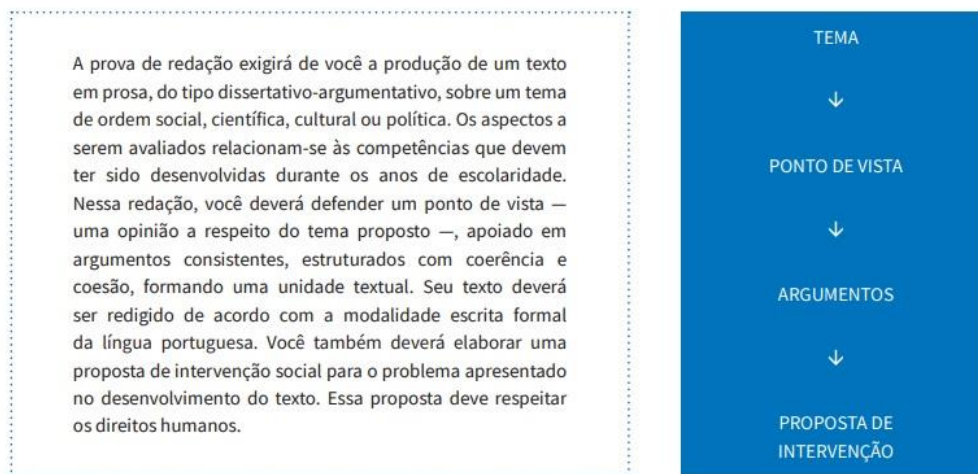 A prova de redação exigirá de você a produção de um texto
em prosa, do tipo dissertativo-argumentativo, sobre um tema
de ordem social, científica, cultural ou política. Os aspectos a
serem avaliados relacionam-se às competências que devem
ter sido desenvolvidas durante os anos de escolaridade.
Nessa redação, você deverá defender um ponto de vista —
uma opinião a respeito do tema proposto —, apoiado em
argumentos consistentes, estruturados com coerência e
coesão, formando uma unidade textual. Seu texto deverá
ser redigido de acordo com a modalidade escrita formal
da língua portuguesa. Você também deverá elaborar uma
proposta de intervenção social para o problema apresentado
no desenvolvimento do texto. Essa proposta deve respeitar
os direitos humanos.
TEMA
↓
PONTO DE VISTA
↓
ARGUMENTOS
↓
PROPOSTA DE
INTERVENÇÃO